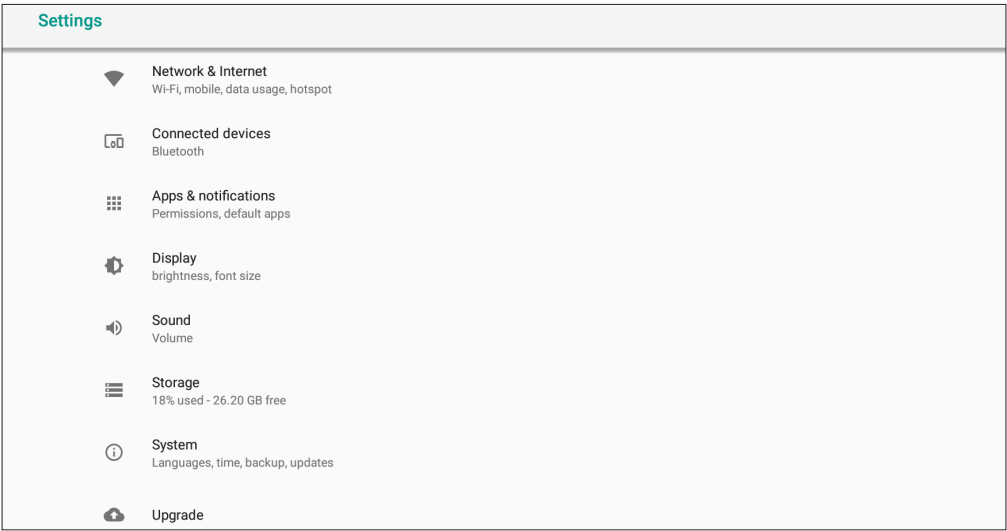 Settings
Network & Internet
Wi-Fi, mobile, data usage, hotspot
Connected devices
Bluetooth
Apps & notifications
Permissions, default apps
Display
brightness, font size
Sound
Volume
Storage
18% used - 26.20 GB free
System
Languages, time, backup, updates
Upgrade